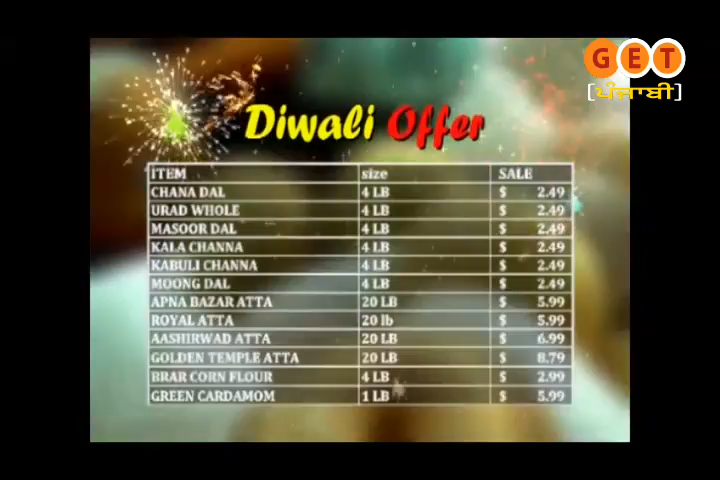 GET
[ਪੰਜਾਬੀ]
Diwali Offer
ITEM size SALE
CHANA DAL 4 LB $ 2.49
URAD WHOLE 4 LB $ 2.49
MASOOR DAL 4 LB $ 2.49
KALA CHANNA 4 LB $ 2.49
KABULI CHANNA 4 LB $ 2.49
MOONG DAL 4 LB $ 2.49
APNA BAZAR ATTA 20 LB $ 5.99
ROYAL ATTA 20 lb $ 5.99
AASHIRWAD ATTA 20 LB $ 6.99
GOLDEN TEMPLE ATTA 20 LB $ 8.79
BRAR CORN FLOUR 4 LB $ 2.99
GREEN CARDAMOM 1 LB $ 5.99